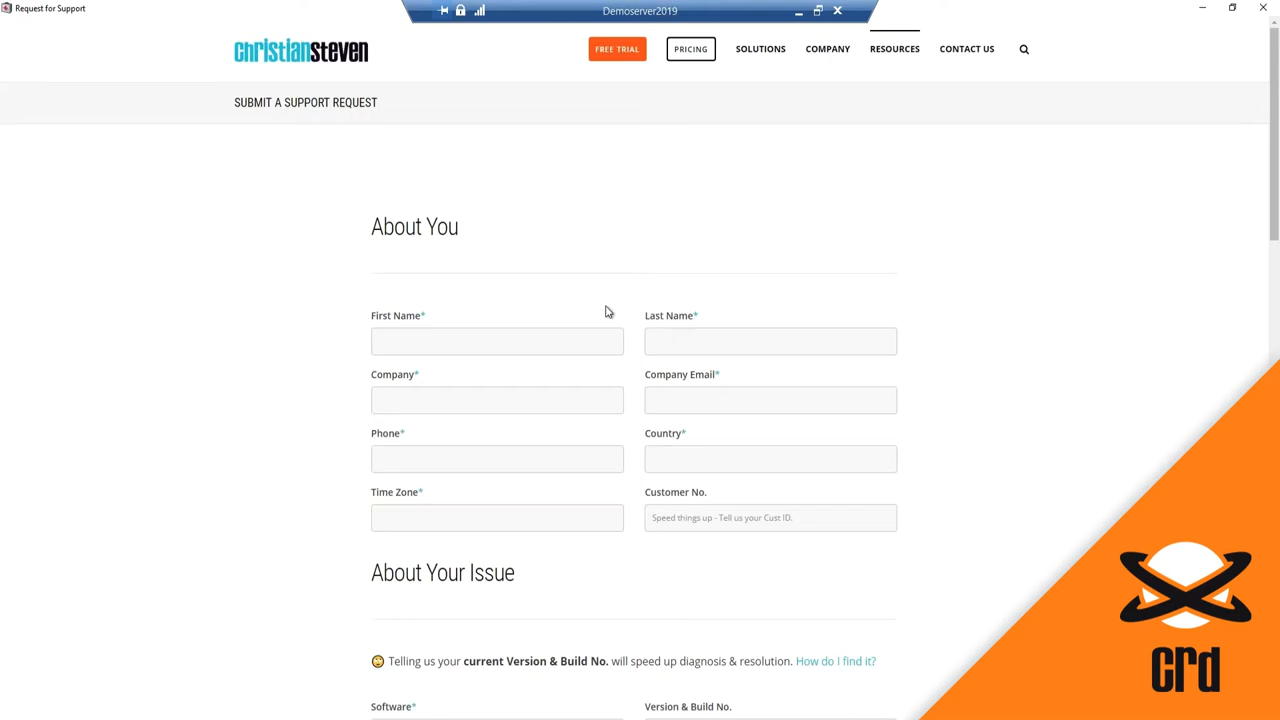 Request for Support
Demoserver2019
christiansteven
FREE TRIAL
PRICING
SOLUTIONS
COMPANY
RESOURCES
CONTACT US
SUBMIT A SUPPORT REQUEST
About You
First Name*
Last Name*
Company*
Company Email*
Phone*
Country*
Time Zone*
Customer No.
Speed things up - Tell us your Cust ID.
About Your Issue
Telling us your current Version & Build No. will speed up diagnosis & resolution. How do I find it?
Software*
Version & Build No.
crd